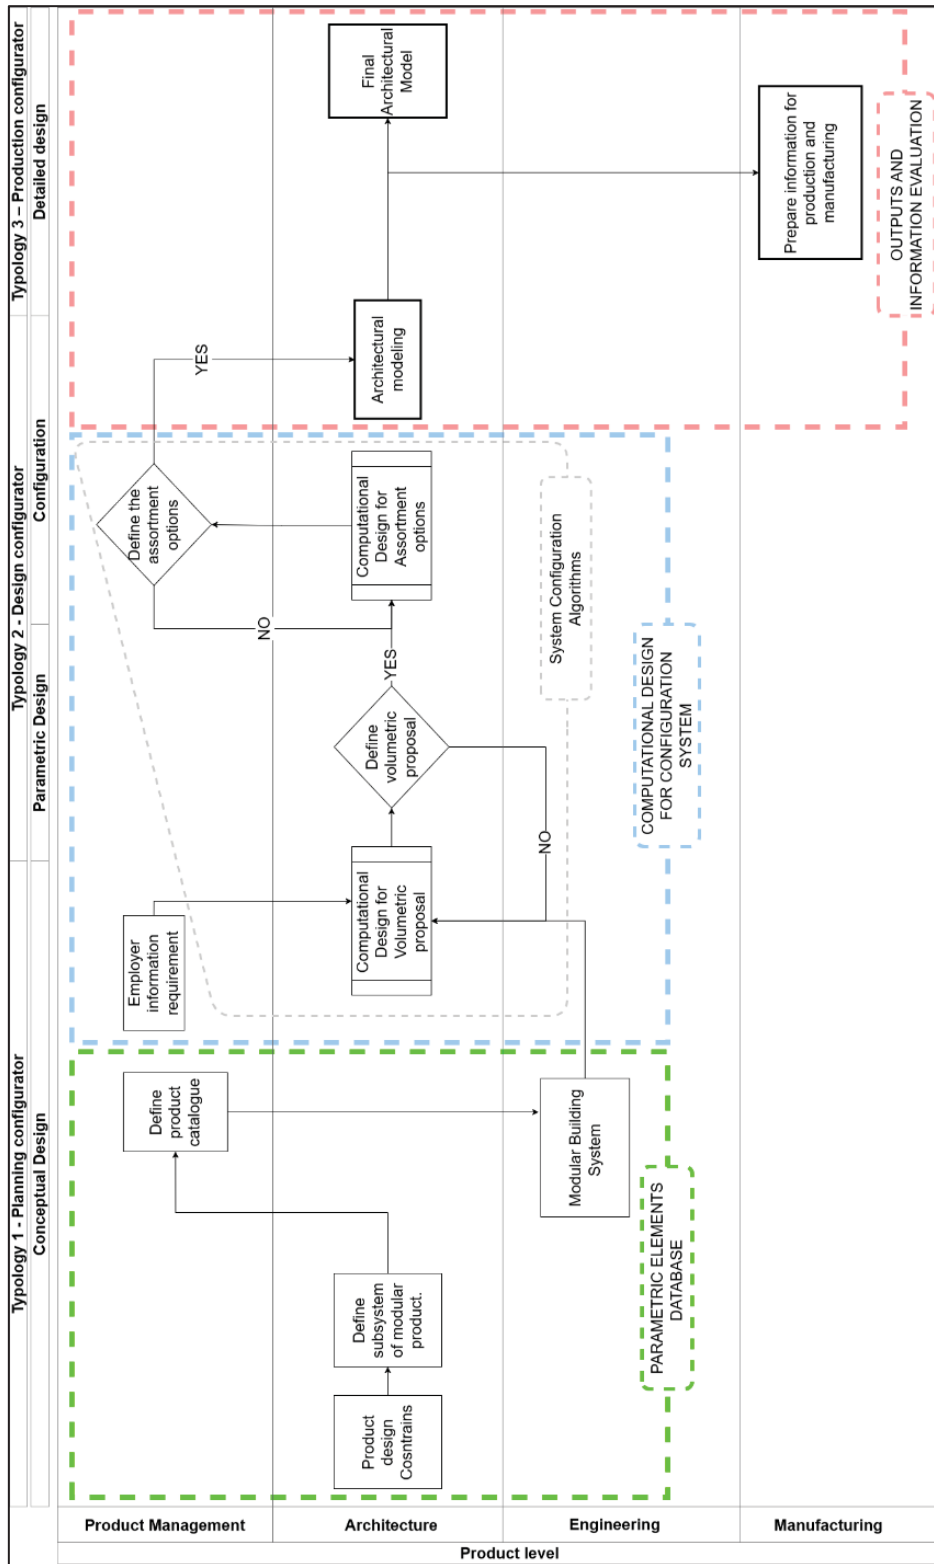 Typology 1 - Planning configurator
Typology 2 - Design configurator
Typology 3 – Production configurator
Conceptual Design
Parametric Design
Configuration
Detailed design
Product level
Product Management
Architecture
Engineering
Manufacturing
Product
design
Cosntrains
Define
subsystem
of modular
product.
Define
product
catalogue
Modular Building
System
PARAMETRIC ELEMENTS
DATABASE
Employer
information
requirement
Computational
Design for
Volumetric
proposal
Define
volumetric
proposal
NO
YES
NO
Computational
Design for
Assortment
options
Define the
assortment
options
System Configuration
Algorithms
COMPUTATIONAL DESIGN
FOR CONFIGURATION
SYSTEM
YES
Architectural
modeling
Final
Architectural
Model
Prepare information for
production and
manufacturing
OUTPUTS AND
INFORMATION EVALUATION